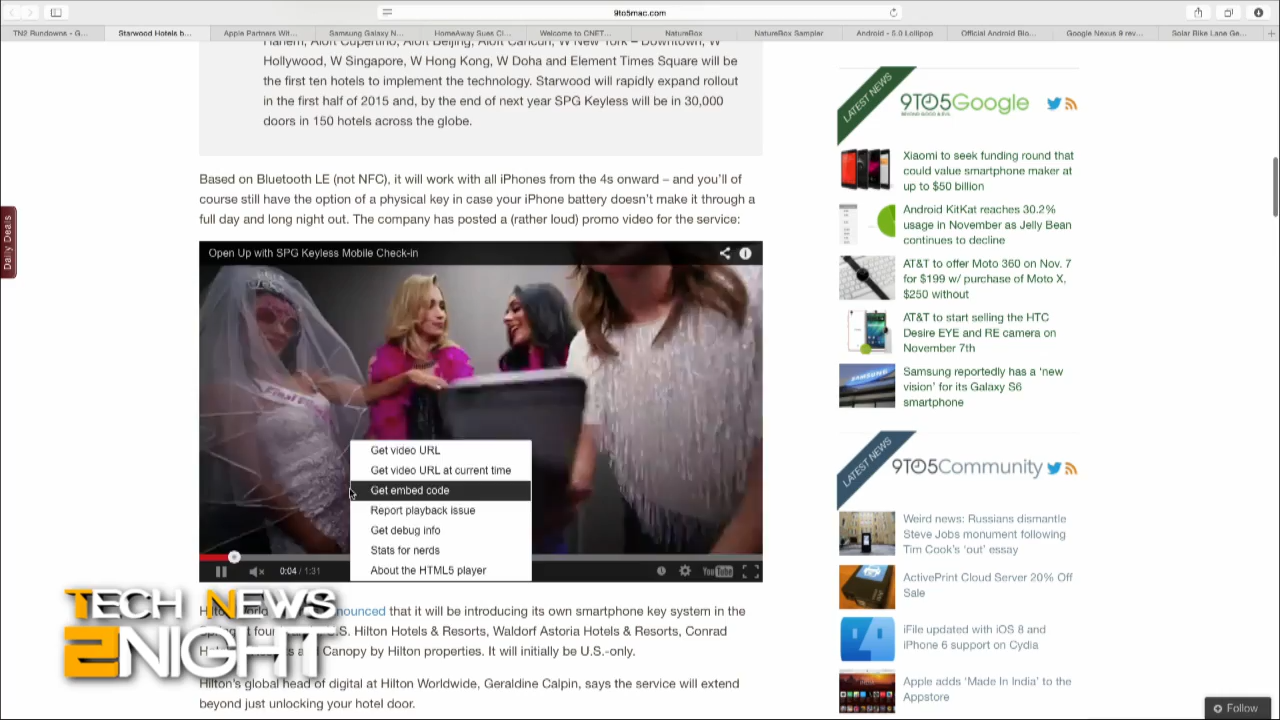 9to5mac.com
TN2 Rundowns - G...
Starwood Hotels b...
Apple Partners Wit...
Samsung Galaxy N...
HomeAway Sues Ci...
Welcome to CNET...
NatureBox
NatureBox Sampler
Android - 5.0 Lollipop
Official Android Blo...
Google Nexus 9 rev...
Solar Bike Lane Ge...
Harlem, Aloft Cupertino, Aloft Beijing, Aloft Cancun, W New York – Downtown, W
Hollywood, W Singapore, W Hong Kong, W Doha and Element Times Square will be
the first ten hotels to implement the technology. Starwood will rapidly expand rollout
in the first half of 2015 and, by the end of next year SPG Keyless will be in 30,000
doors in 150 hotels across the globe.
Based on Bluetooth LE (not NFC), it will work with all iPhones from the 4s onward – and you'll of
course still have the option of a physical key in case your iPhone battery doesn't make it through a
full day and long night out. The company has posted a (rather loud) promo video for the service:
Daily Deals
Open Up with SPG Keyless Mobile Check-in
Get video URL
Get video URL at current time
Get embed code
Report playback issue
Get debug info
Stats for nerds
About the HTML5 player
0:04 / 1:31
YouTube
TECH NEWS
2NIGHT
nounced that it will be introducing its own smartphone key system in the
S. Hilton Hotels & Resorts, Waldorf Astoria Hotels & Resorts, Conrad
Canopy by Hilton properties. It will initially be U.S.-only.
Hilton's global head of digital at Hilton Worldwide, Geraldine Calpin, says the service will extend
beyond just unlocking the hotel door.
LATEST NEWS
9TO5Google
Xiaomi to seek funding round that
could value smartphone maker at
up to $50 billion
Android KitKat reaches 30.2%
usage in November as Jelly Bean
continues to decline
AT&T to offer Moto 360 on Nov. 7
for $199 w/ purchase of Moto X,
$250 without
AT&T to start selling the HTC
Desire EYE and RE camera on
November 7th
Samsung reportedly has a 'new
vision' for its Galaxy S6
smartphone
SAMSUNG
LATEST NEWS
9TO5Community
Weird news: Russians dismantle
Steve Jobs monument following
Tim Cook's 'out' essay
ActivePrint Cloud Server 20% Off
Sale
iFile updated with iOS 8 and
iPhone 6 support on Cydia
Apple adds 'Made In India' to the
Appstore
Follow